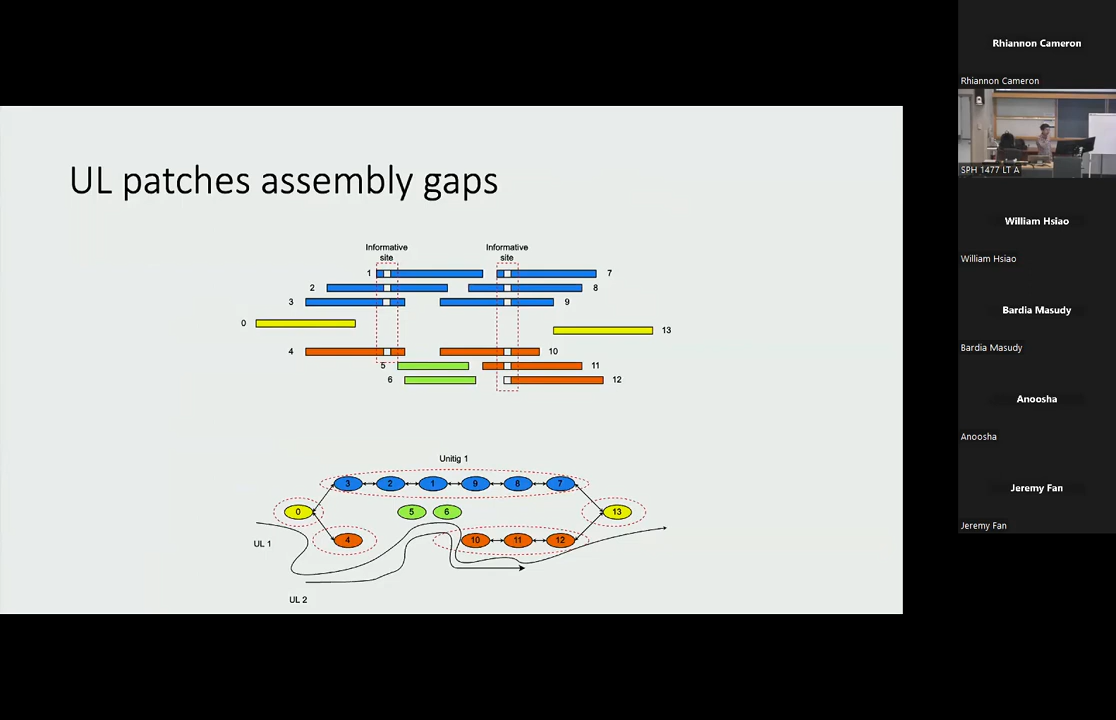 UL patches assembly gaps
Informative
site
Informative
site
1
7
2
8
3
9
0
13
4
10
5
11
6
12
Unitig 1
3
2
1
9
8
7
0
5
6
13
4
10
11
12
UL 1
UL 2
Rhiannon Cameron
Rhiannon Cameron
SPH 1477 LT A
William Hsiao
William Hsiao
Bardia Masudy
Bardia Masudy
Anoosha
Anoosha
Jeremy Fan
Jeremy Fan